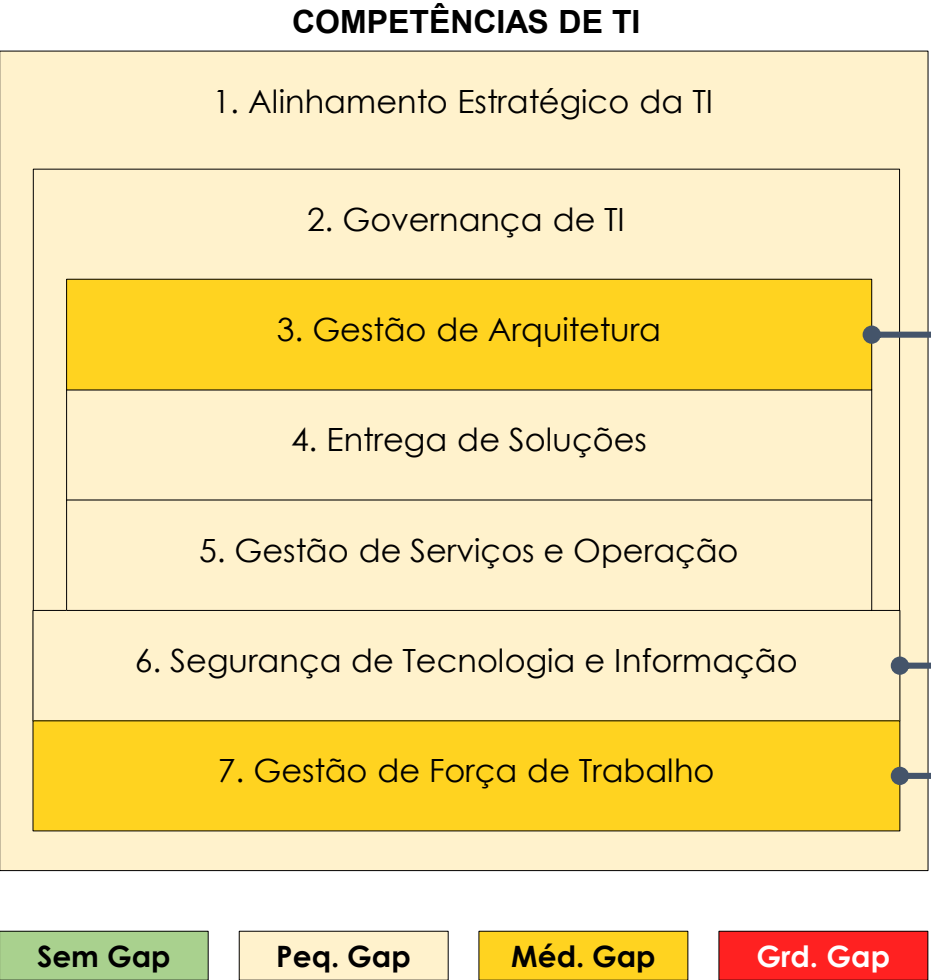 COMPETÊNCIAS DE TI
1. Alinhamento Estratégico da TI
2. Governança de TI
3. Gestão de Arquitetura
4. Entrega de Soluções
5. Gestão de Serviços e Operação
6. Segurança de Tecnologia e Informação
7. Gestão de Força de Trabalho
Sem Gap
Peq. Gap
Méd. Gap
Grd. Gap